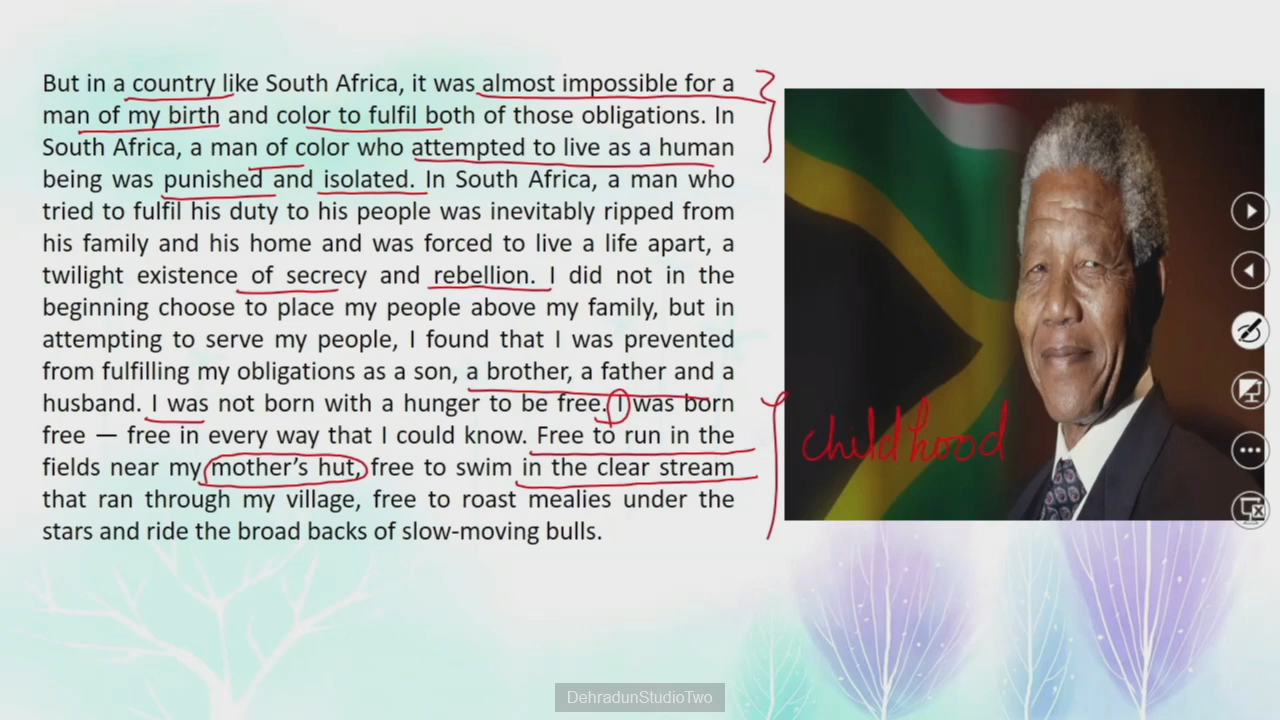 But in a country like South Africa, it was almost impossible for a
man of my birth and color to fulfil both of those obligations. In
South Africa, a man of color who attempted to live as a human
being was punished and isolated. In South Africa, a man who
tried to fulfil his duty to his people was inevitably ripped from
his family and his home and was forced to live a life apart, a
twilight existence of secrecy and rebellion. I did not in the
beginning choose to place my people above my family, but in
attempting to serve my people, I found that I was prevented
from fulfilling my obligations as a son, a brother, a father and a
husband. I was not born with a hunger to be free. I was born
free — free in every way that I could know. Free to run in the
fields near my mother’s hut, free to swim in the clear stream
that ran through my village, free to roast mealies under the
stars and ride the broad backs of slow-moving bulls.
childhood
DehradunStudioTwo